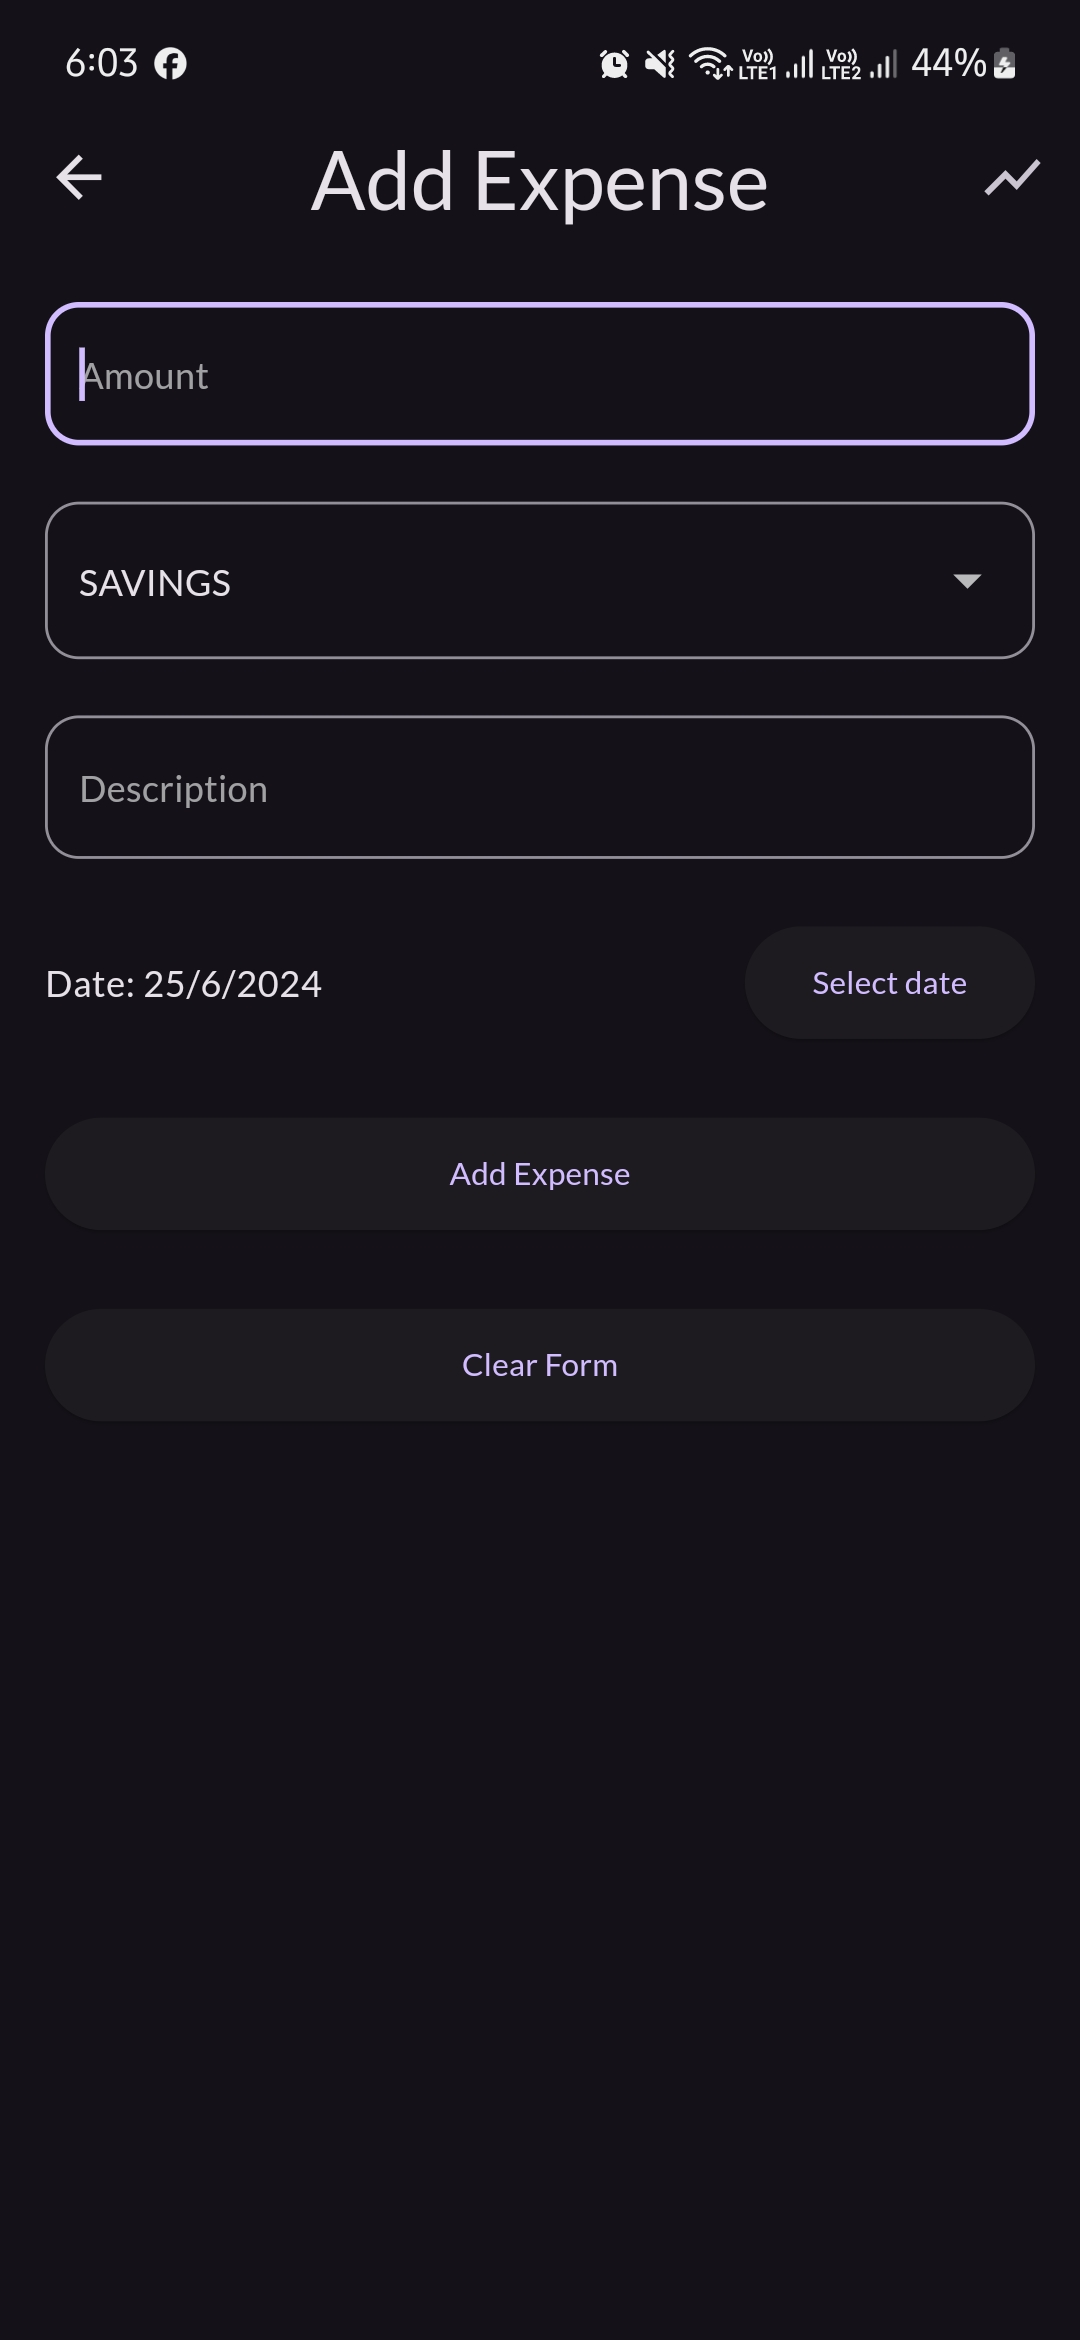 6:03 Vo)) LTE1 Vo)) LTE2 44%
Add Expense
Amount
SAVINGS
Description
Date: 25/6/2024 Select date
Add Expense
Clear Form